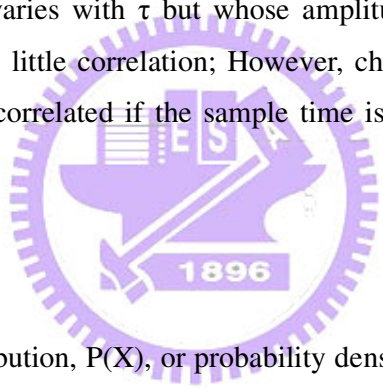 varies with τ but whose amplitu
little correlation; However, ch
correlated if the sample time is
E S A
1896
bution, P(X), or probability dens